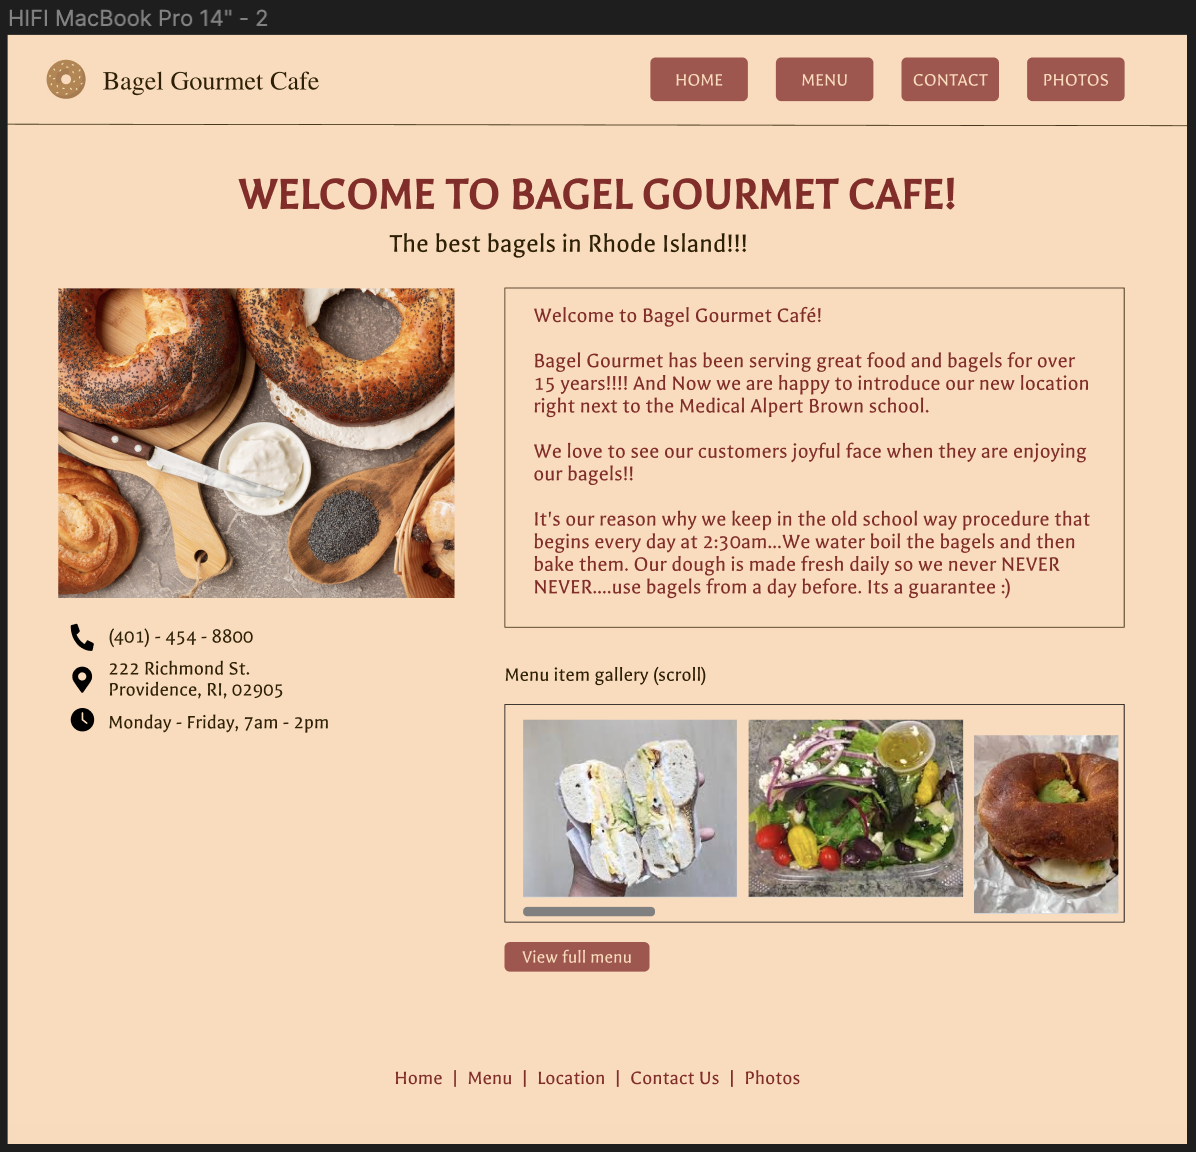 HIFI MacBook Pro 14" - 2
Bagel Gourmet Cafe
HOME
MENU
CONTACT
PHOTOS
WELCOME TO BAGEL GOURMET CAFE!
The best bagels in Rhode Island!!!
Welcome to Bagel Gourmet Café!
Bagel Gourmet has been serving great food and bagels for over
15 years!!!! And Now we are happy to introduce our new location
right next to the Medical Alpert Brown school.
We love to see our customers joyful face when they are enjoying
our bagels!!
It's our reason why we keep in the old school way procedure that
begins every day at 2:30am...We water boil the bagels and then
bake them. Our dough is made fresh daily so we never NEVER
NEVER....use bagels from a day before. Its a guarantee :)
(401) - 454 - 8800
222 Richmond St.
Providence, RI, 02905
Monday - Friday, 7am - 2pm
Menu item gallery (scroll)
View full menu
Home | Menu | Location | Contact Us | Photos